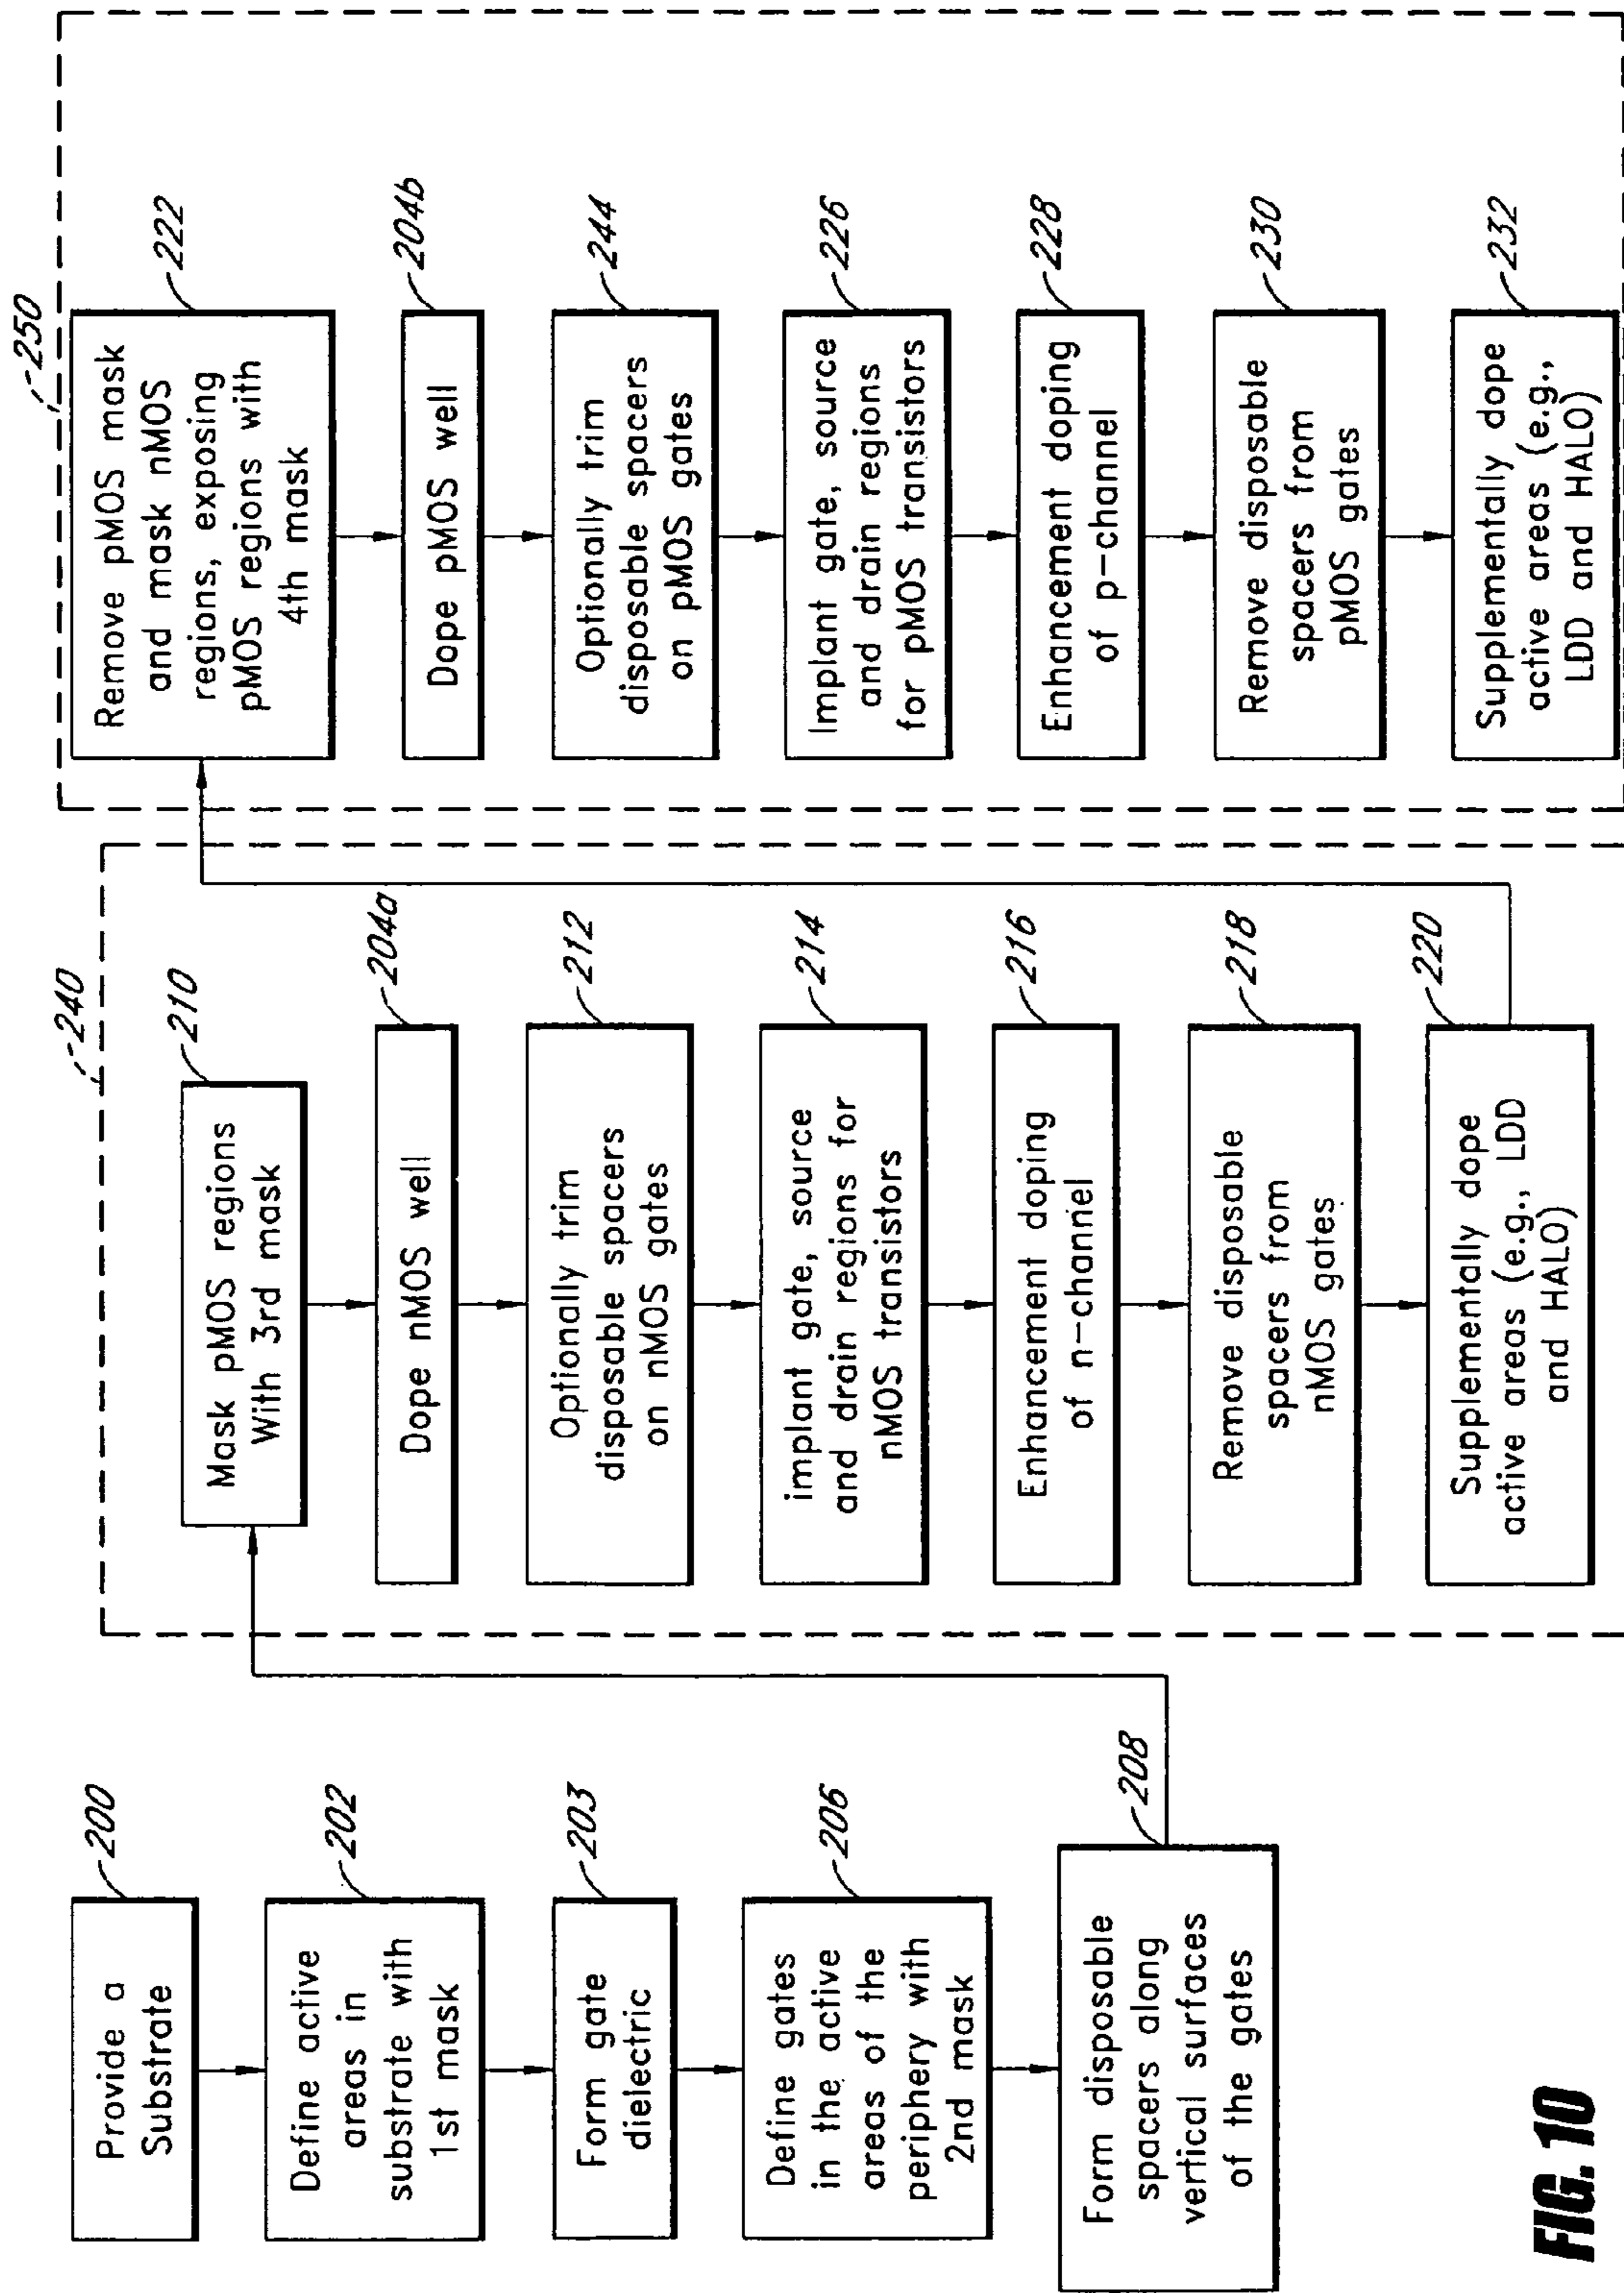 Provide a
Substrate
200
Define active
areas in
substrate with
1st mask
202
Form gate
dielectric
203
Define gates
in the active
areas of the
periphery with
2nd mask
206
Form disposable
spacers along
vertical surfaces
of the gates
208
240
Mask pMOS regions
With 3rd mask
210
Dope nMOS well
204a
Optionally trim
disposable spacers
on nMOS gates
212
implant gate, source
and drain regions for
nMOS transistors
214
Enhancement doping
of n-channel
216
Remove disposable
spacers from
nMOS gates
218
Supplementally dope
active areas (e.g., LDD
and HALO)
220
250
Remove pMOS mask
and mask nMOS
regions, exposing
pMOS regions with
4th mask
222
Dope pMOS well
204b
Optionally trim
disposable spacers
on pMOS gates
244
Implant gate, source
and drain regions
for pMOS transistors
226
Enhancement doping
of p-channel
228
Remove disposable
spacers from
pMOS gates
230
Supplementally dope
active areas (e.g.,
LDD and HALO)
232
FIG. 10